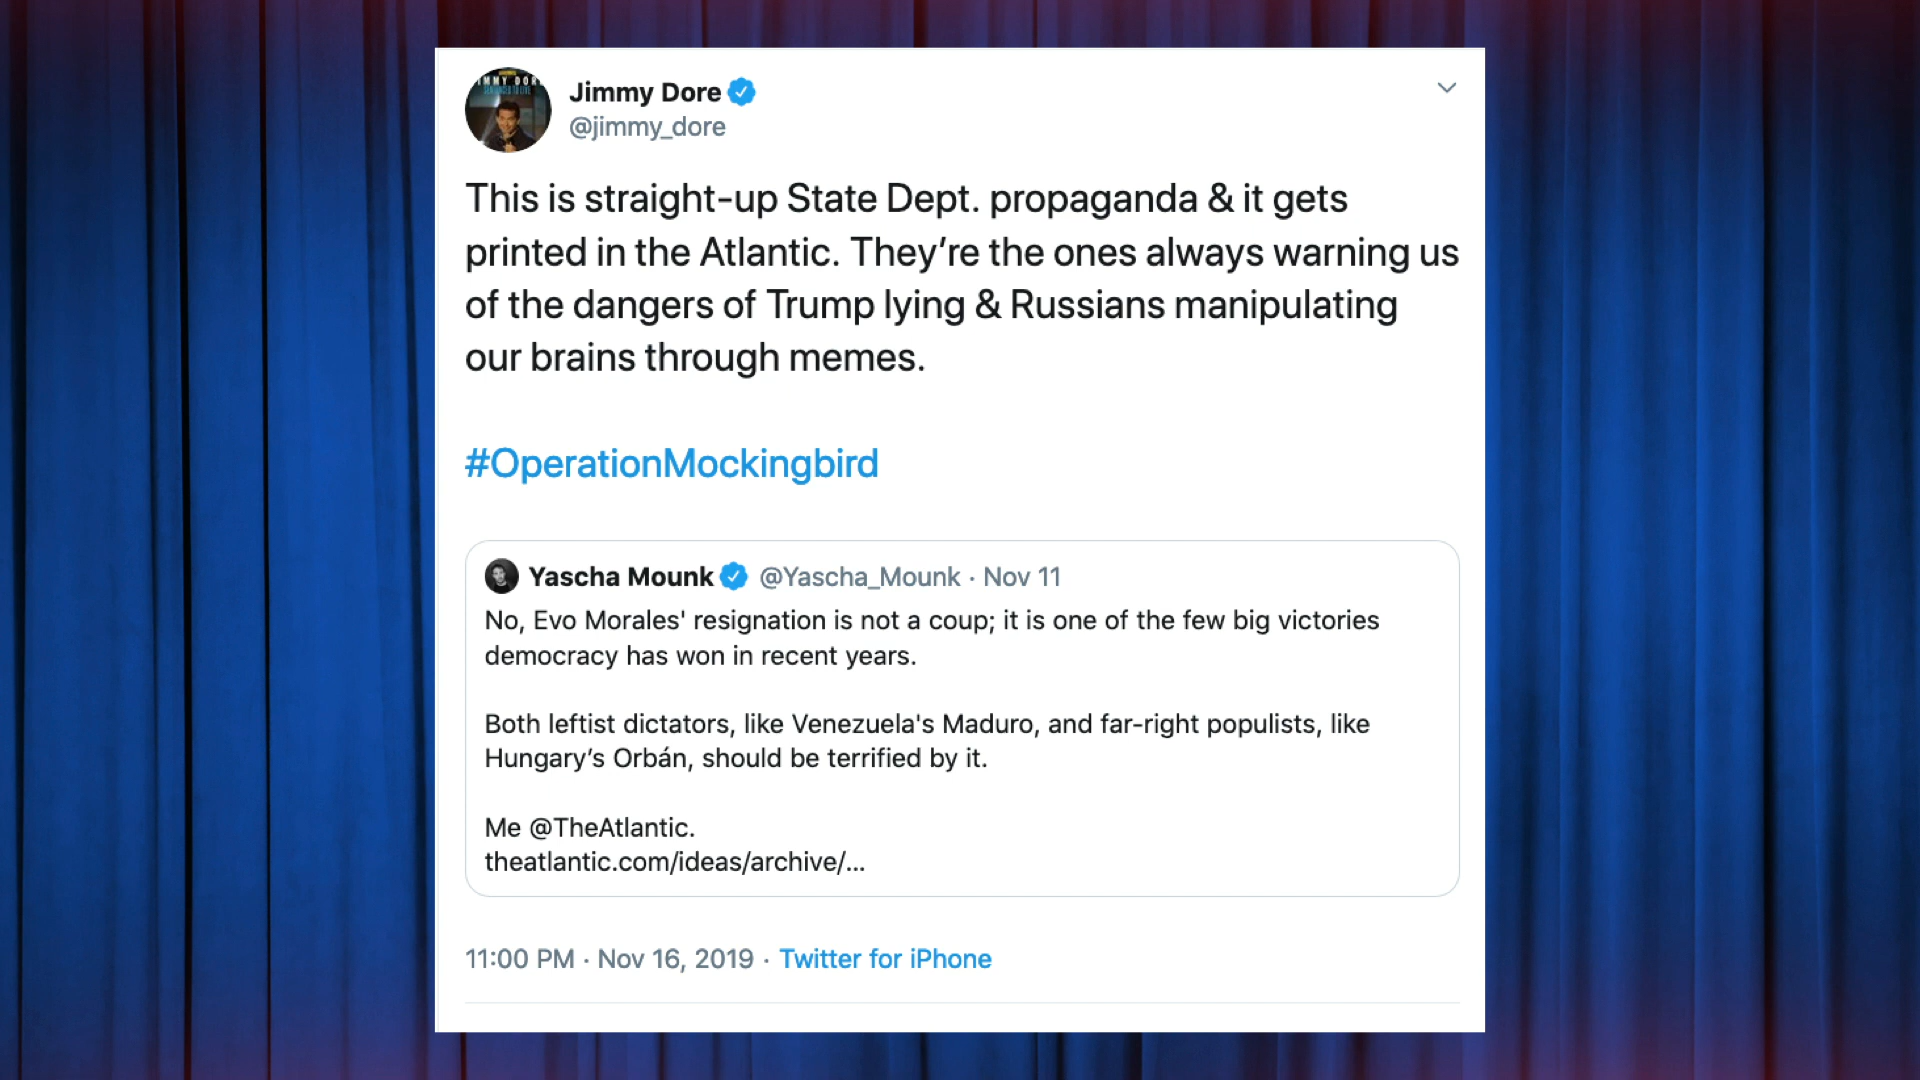 Jimmy Dore
@jimmy_dore
This is straight-up State Dept. propaganda & it gets
printed in the Atlantic. They’re the ones always warning us
of the dangers of Trump lying & Russians manipulating
our brains through memes.
#OperationMockingbird
Yascha Mounk @Yascha_Mounk · Nov 11
No, Evo Morales' resignation is not a coup; it is one of the few big victories
democracy has won in recent years.
Both leftist dictators, like Venezuela's Maduro, and far-right populists, like
Hungary’s Orbán, should be terrified by it.
Me @TheAtlantic.
theatlantic.com/ideas/archive/...
11:00 PM · Nov 16, 2019 · Twitter for iPhone